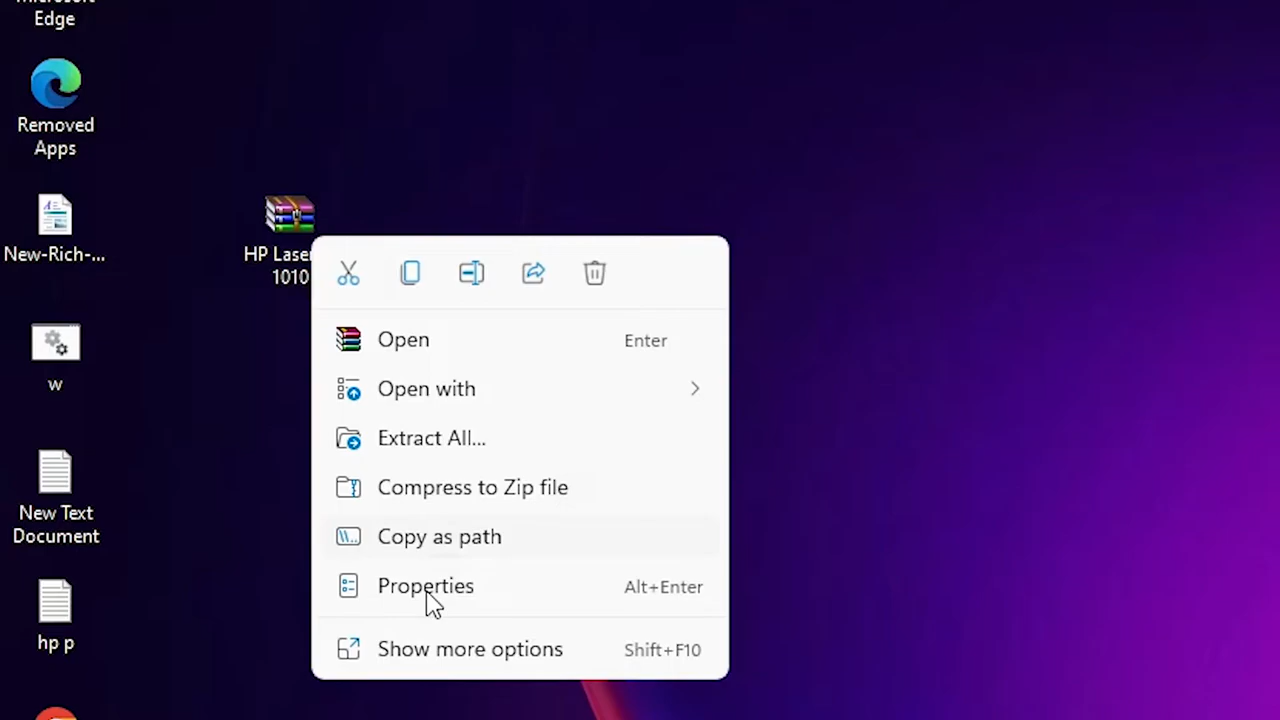 Edge
Removed
Apps
New-Rich-...
w
New Text
Document
hp p
HP Laser
1010
Open Enter
Open with
Extract All...
Compress to Zip file
Copy as path
Properties Alt+Enter
Show more options Shift+F10